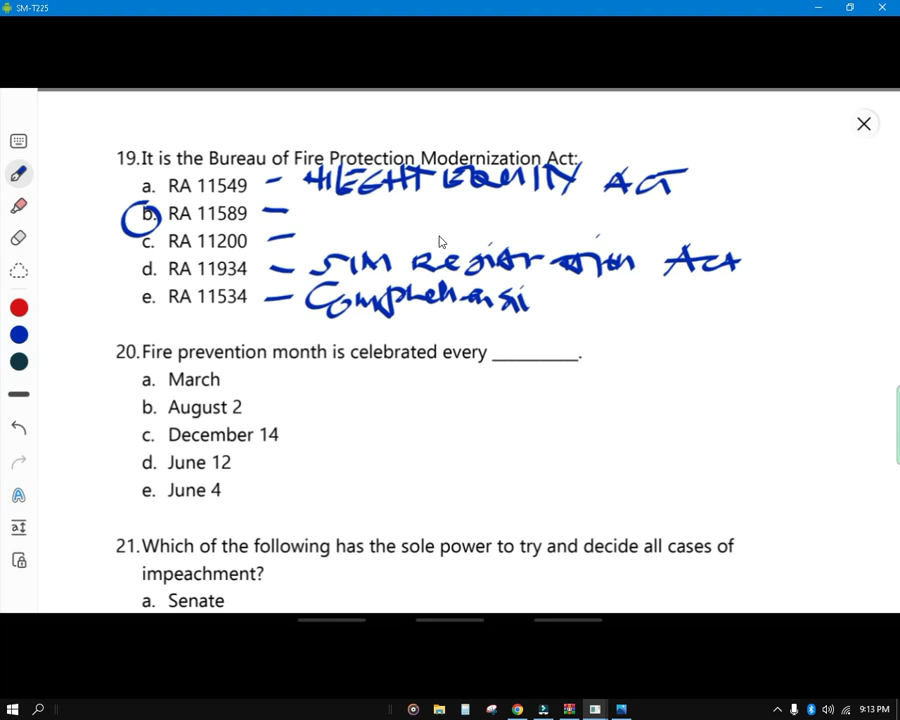 SM-T225
19. It is the Bureau of Fire Protection Modernization Act:
a. RA 11549 - HIEGHT EQUITY ACT
b. RA 11589 -
c. RA 11200 -
d. RA 11934 - SIM Registration Act
e. RA 11534 - Comprehensi
20. Fire prevention month is celebrated every _________.
a. March
b. August 2
c. December 14
d. June 12
e. June 4
21. Which of the following has the sole power to try and decide all cases of
impeachment?
a. Senate
9:13 PM